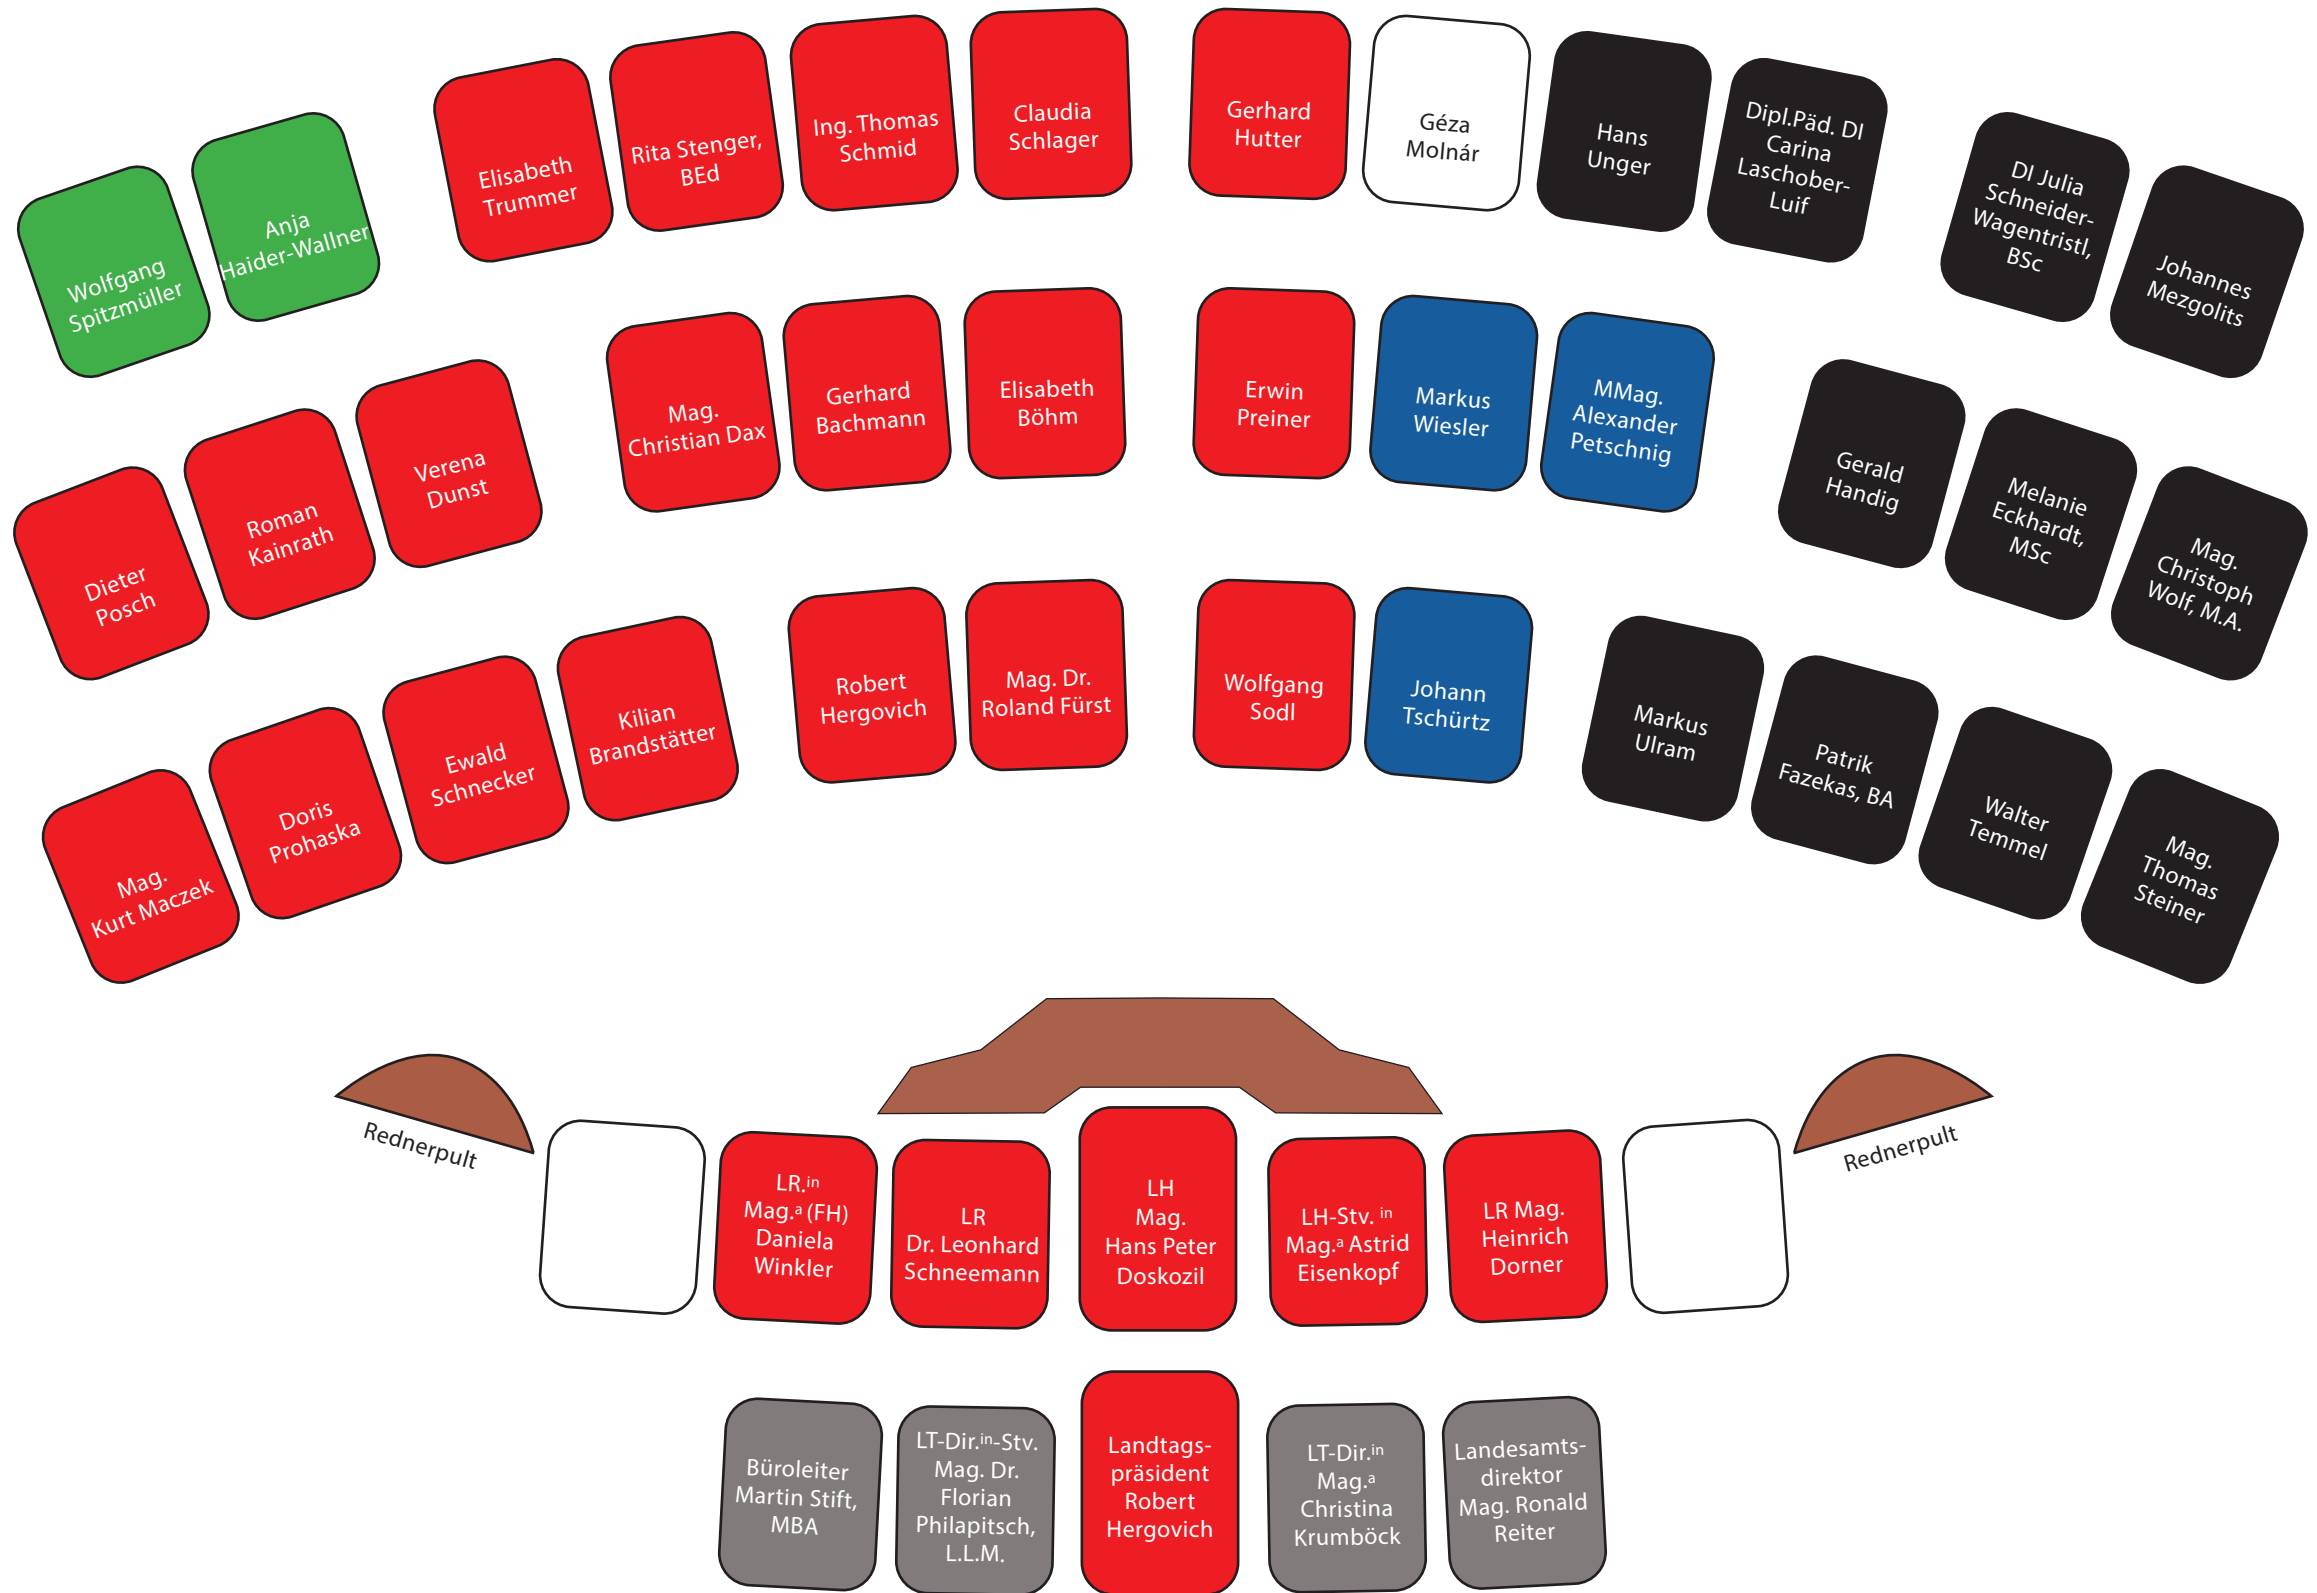 Wolfgang
Spitzmüller
Anja
Haider-Wallner
Elisabeth
Trummer
Rita Stenger,
BEd
Ing. Thomas
Schmid
Claudia
Schlager
Gerhard
Hutter
Géza
Molnár
Hans
Unger
Dipl.Päd. DI
Carina
Laschober-
Luif
DI Julia
Schneider-
Wagentristl,
BSc
Johannes
Mezgolits
Dieter
Posch
Roman
Kainrath
Verena
Dunst
Mag.
Christian Dax
Gerhard
Bachmann
Elisabeth
Böhm
Erwin
Preiner
Markus
Wiesler
MMag.
Alexander
Petschnig
Gerald
Handig
Melanie
Eckhardt,
MSc
Mag.
Christoph
Wolf, M.A.
Mag.
Kurt Maczek
Doris
Prohaska
Ewald
Schnecker
Kilian
Brandstätter
Robert
Hergovich
Mag. Dr.
Roland Fürst
Wolfgang
Sodl
Johann
Tschürtz
Markus
Ulram
Patrik
Fazekas, BA
Walter
Temmel
Mag.
Thomas
Steiner
Rednerpult
Rednerpult
LR.ⁱⁿ
Mag.ᵃ (FH)
Daniela
Winkler
LR
Dr. Leonhard
Schneemann
LH
Mag.
Hans Peter
Doskozil
LH-Stv. ⁱⁿ
Mag.ᵃ Astrid
Eisenkopf
LR Mag.
Heinrich
Dorner
Büroleiter
Martin Stift,
MBA
LT-Dir.ⁱⁿ-Stv.
Mag. Dr.
Florian
Philapitsch,
L.L.M.
Landtags-
präsident
Robert
Hergovich
LT-Dir.ⁱⁿ
Mag.ᵃ
Christina
Krumböck
Landesamts-
direktor
Mag. Ronald
Reiter